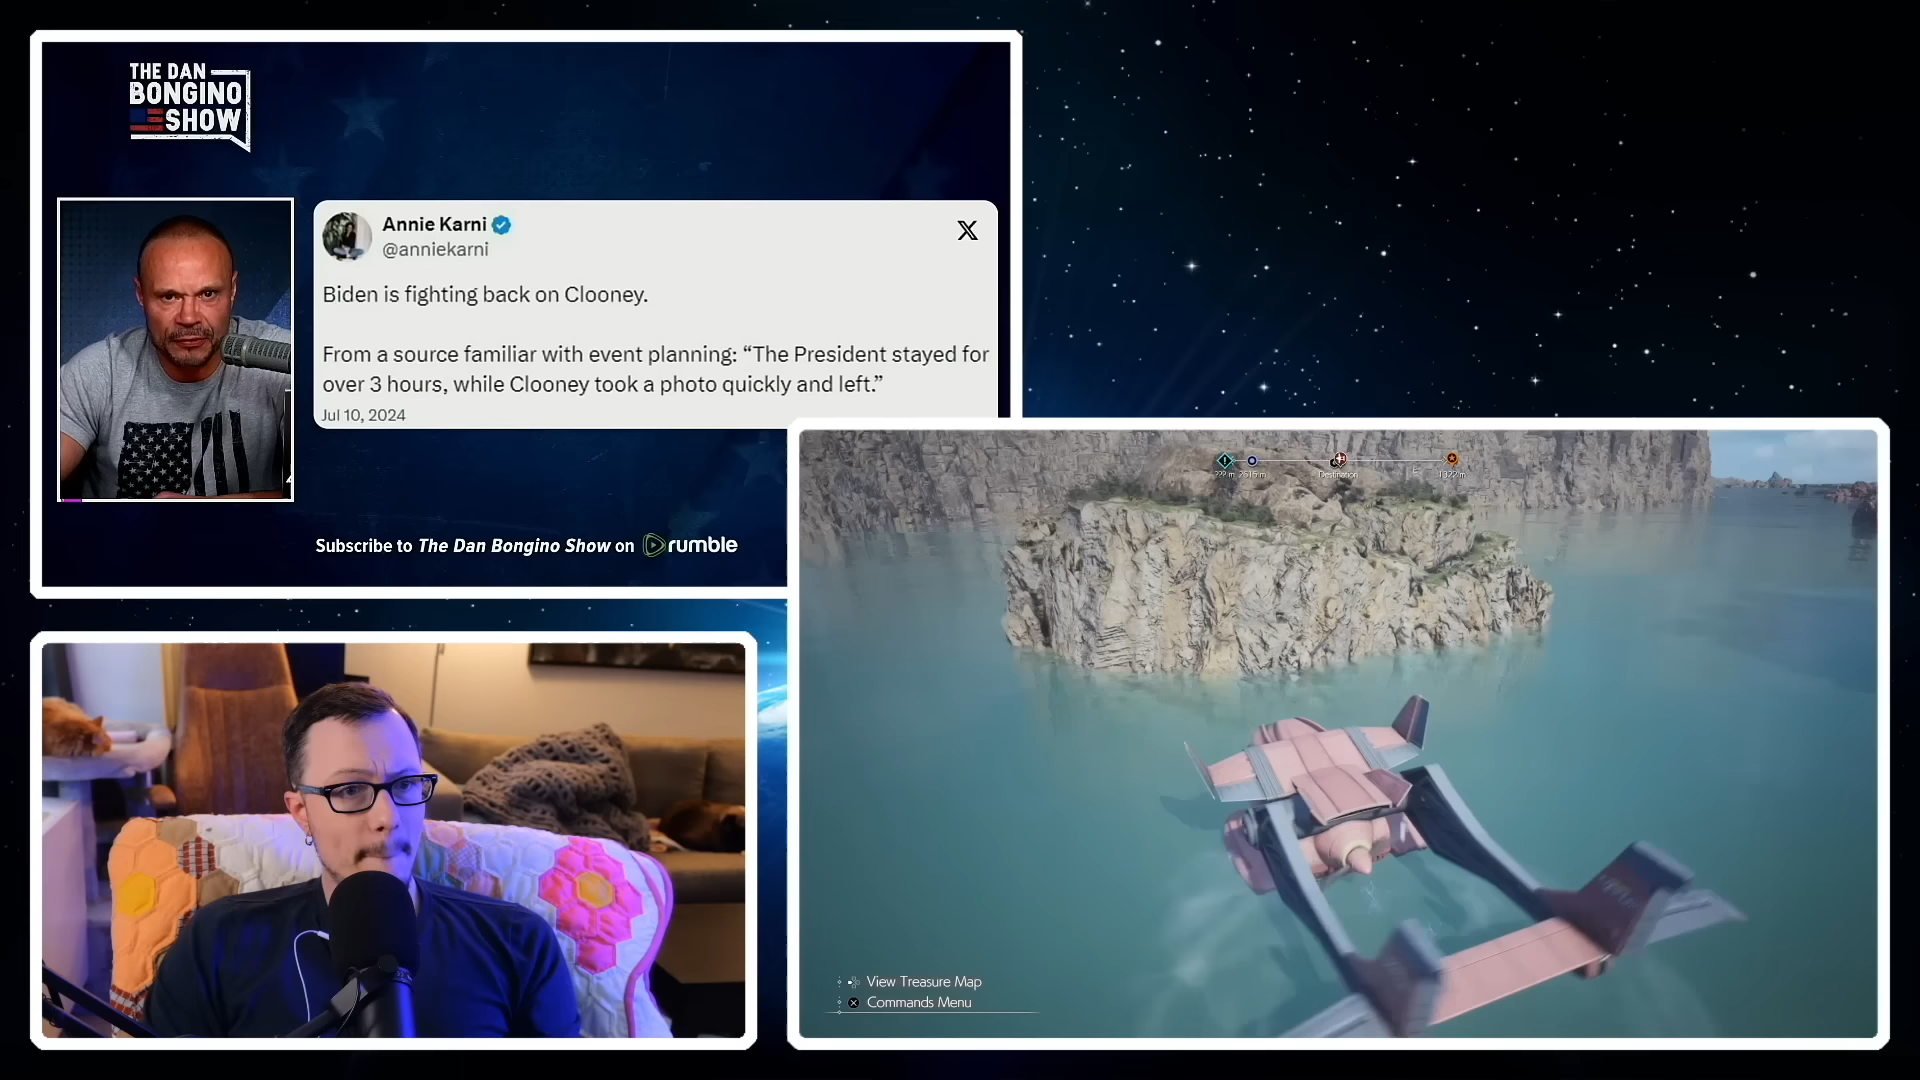 THE DAN
BONGINO
SHOW
Annie Karni
@anniekarni
Biden is fighting back on Clooney.
From a source familiar with event planning: “The President stayed for
over 3 hours, while Clooney took a photo quickly and left.”
Jul 10, 2024
Subscribe to The Dan Bongino Show on rumble
Destination
E
View Treasure Map
Commands Menu